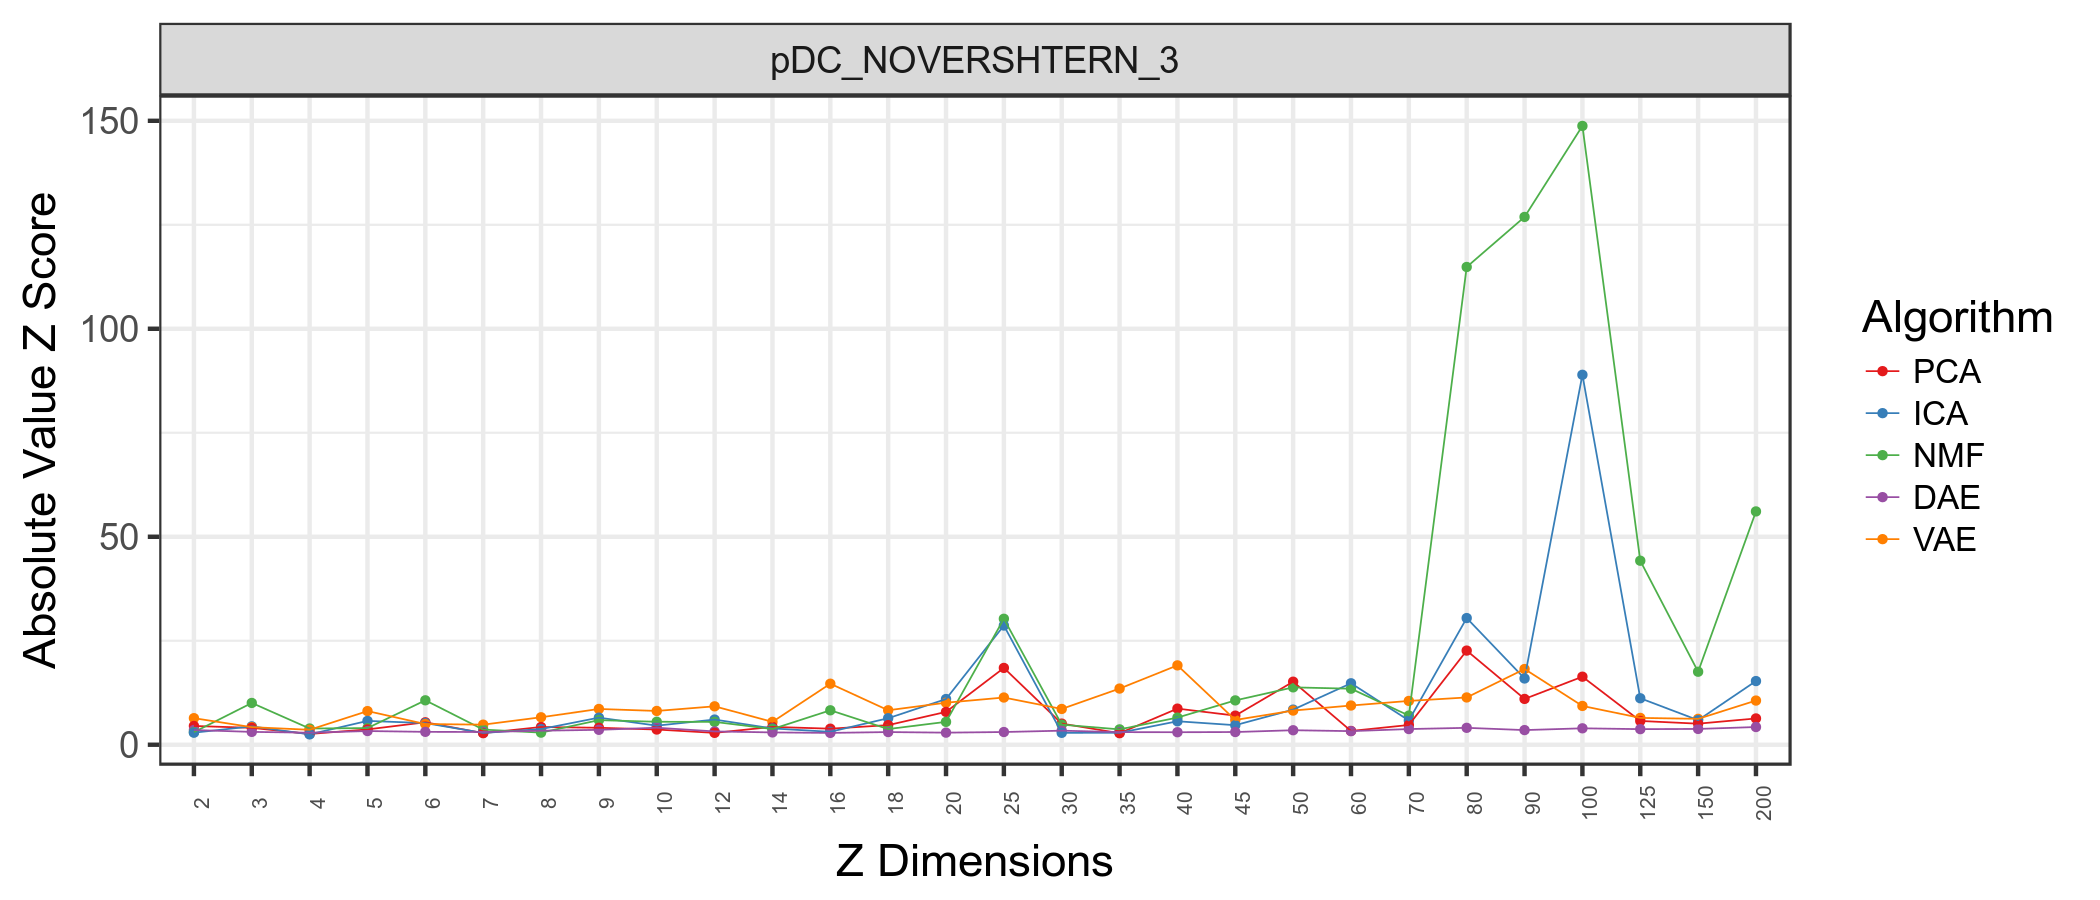 pDC_NOVERSHTERN_3
Absolute Value Z Score
150
100
50
0
2 3 4 5 6 7 8 9 10 12 14 16 18 20 25 30 35 40 45 50 60 70 80 90 100 125 150 200
Z Dimensions
Algorithm
PCA
ICA
NMF
DAE
VAE